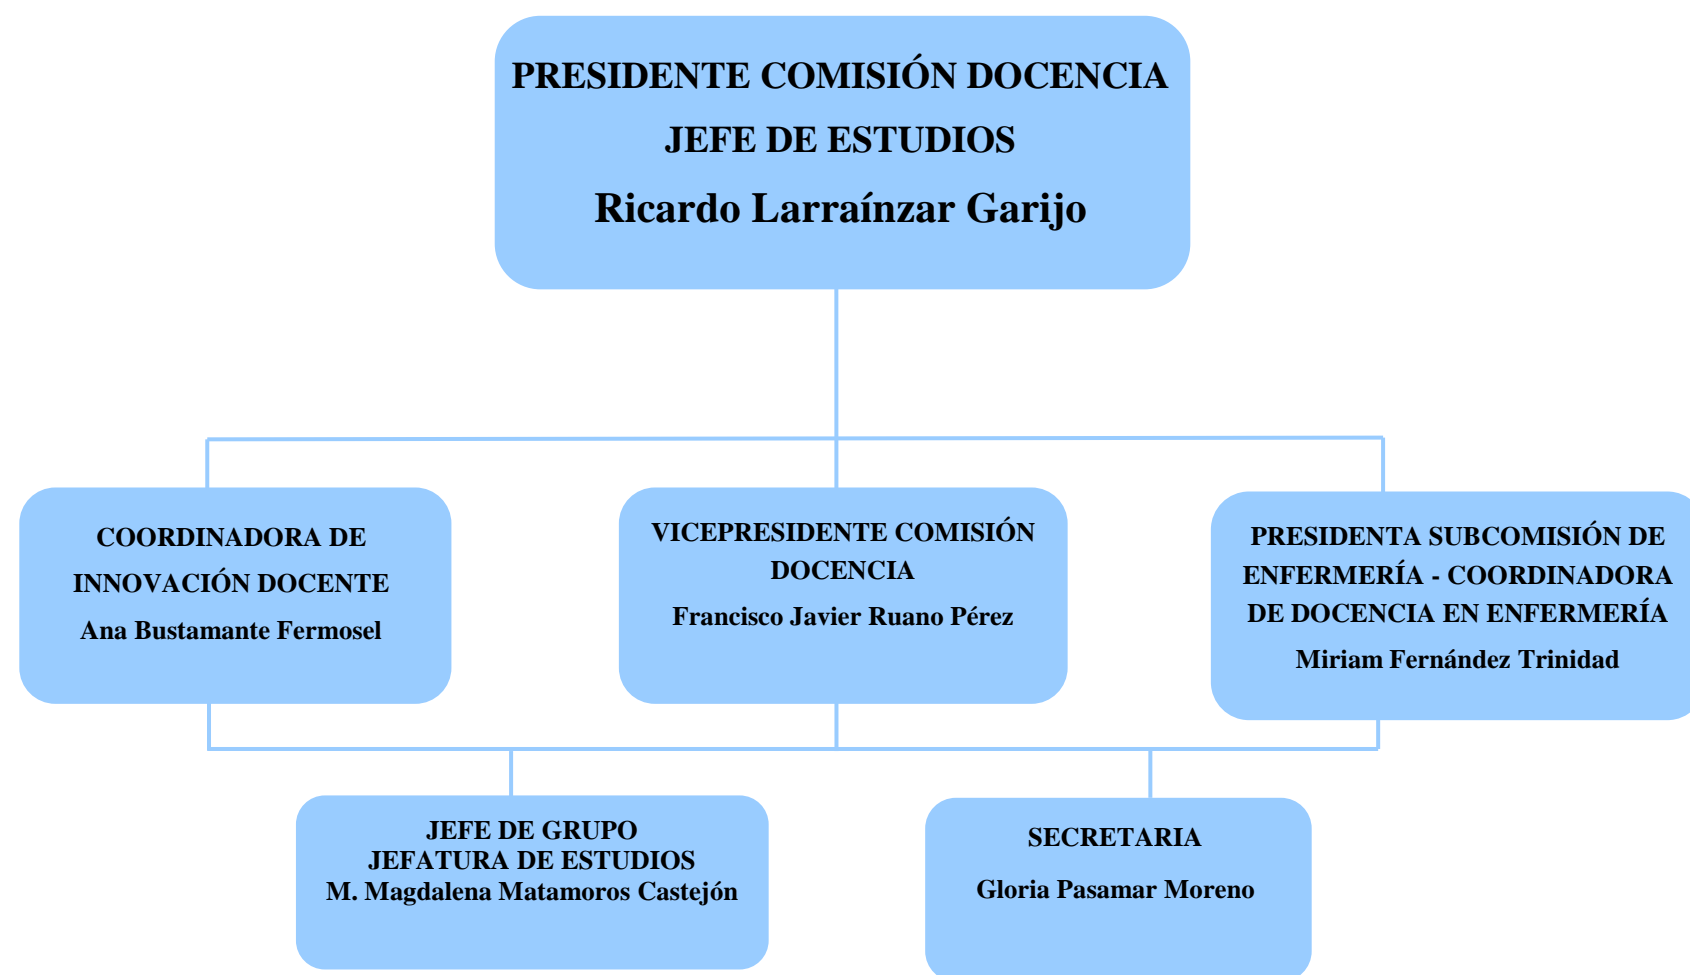 PRESIDENTE COMISIÓN DOCENCIA
JEFE DE ESTUDIOS
Ricardo Larraínzar Garijo
COORDINADORA DE
INNOVACIÓN DOCENTE
Ana Bustamante Fermosel
VICEPRESIDENTE COMISIÓN
DOCENCIA
Francisco Javier Ruano Pérez
PRESIDENTA SUBCOMISIÓN DE
ENFERMERÍA - COORDINADORA
DE DOCENCIA EN ENFERMERÍA
Miriam Fernández Trinidad
JEFE DE GRUPO
JEFATURA DE ESTUDIOS
M. Magdalena Matamoros Castejón
SECRETARIA
Gloria Pasamar Moreno